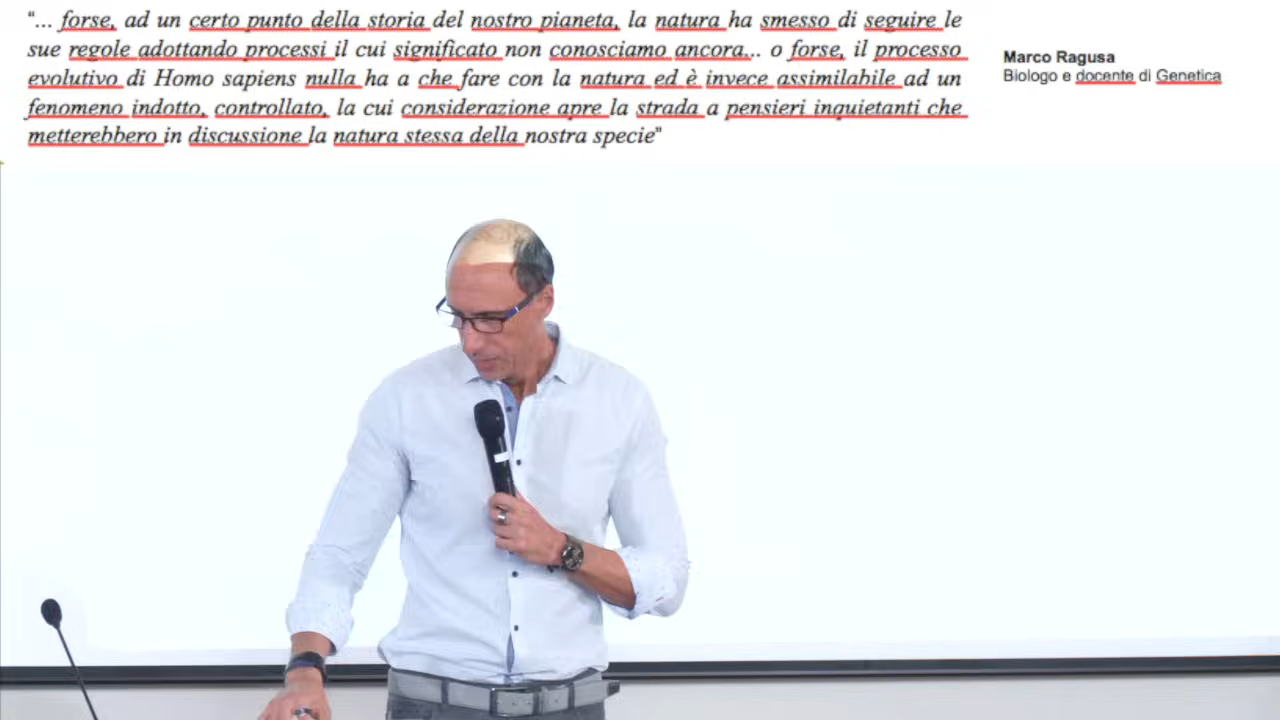 “... forse, ad un certo punto della storia del nostro pianeta, la natura ha smesso di seguire le
sue regole adottando processi il cui significato non conosciamo ancora... o forse, il processo
evolutivo di Homo sapiens nulla ha a che fare con la natura ed è invece assimilabile ad un
fenomeno indotto, controllato, la cui considerazione apre la strada a pensieri inquietanti che
metterebbero in discussione la natura stessa della nostra specie”
Marco Ragusa
Biologo e docente di Genetica